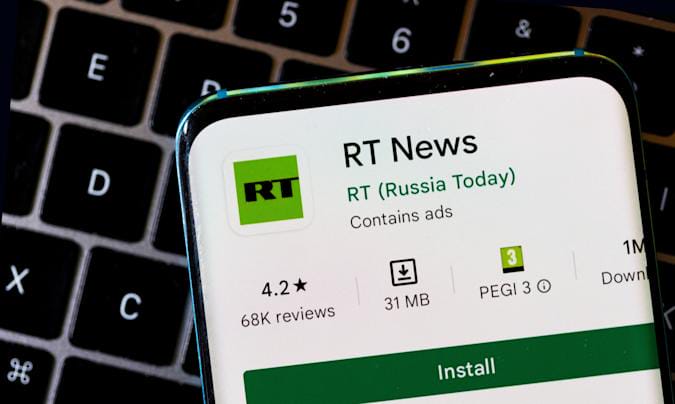 5
6
&
*
E
D
X
C
⌘
RT News
RT
RT (Russia Today)
Contains ads
4.2★
68K reviews
31 MB
3
PEGI 3 ⓘ
1M
Downl
Install